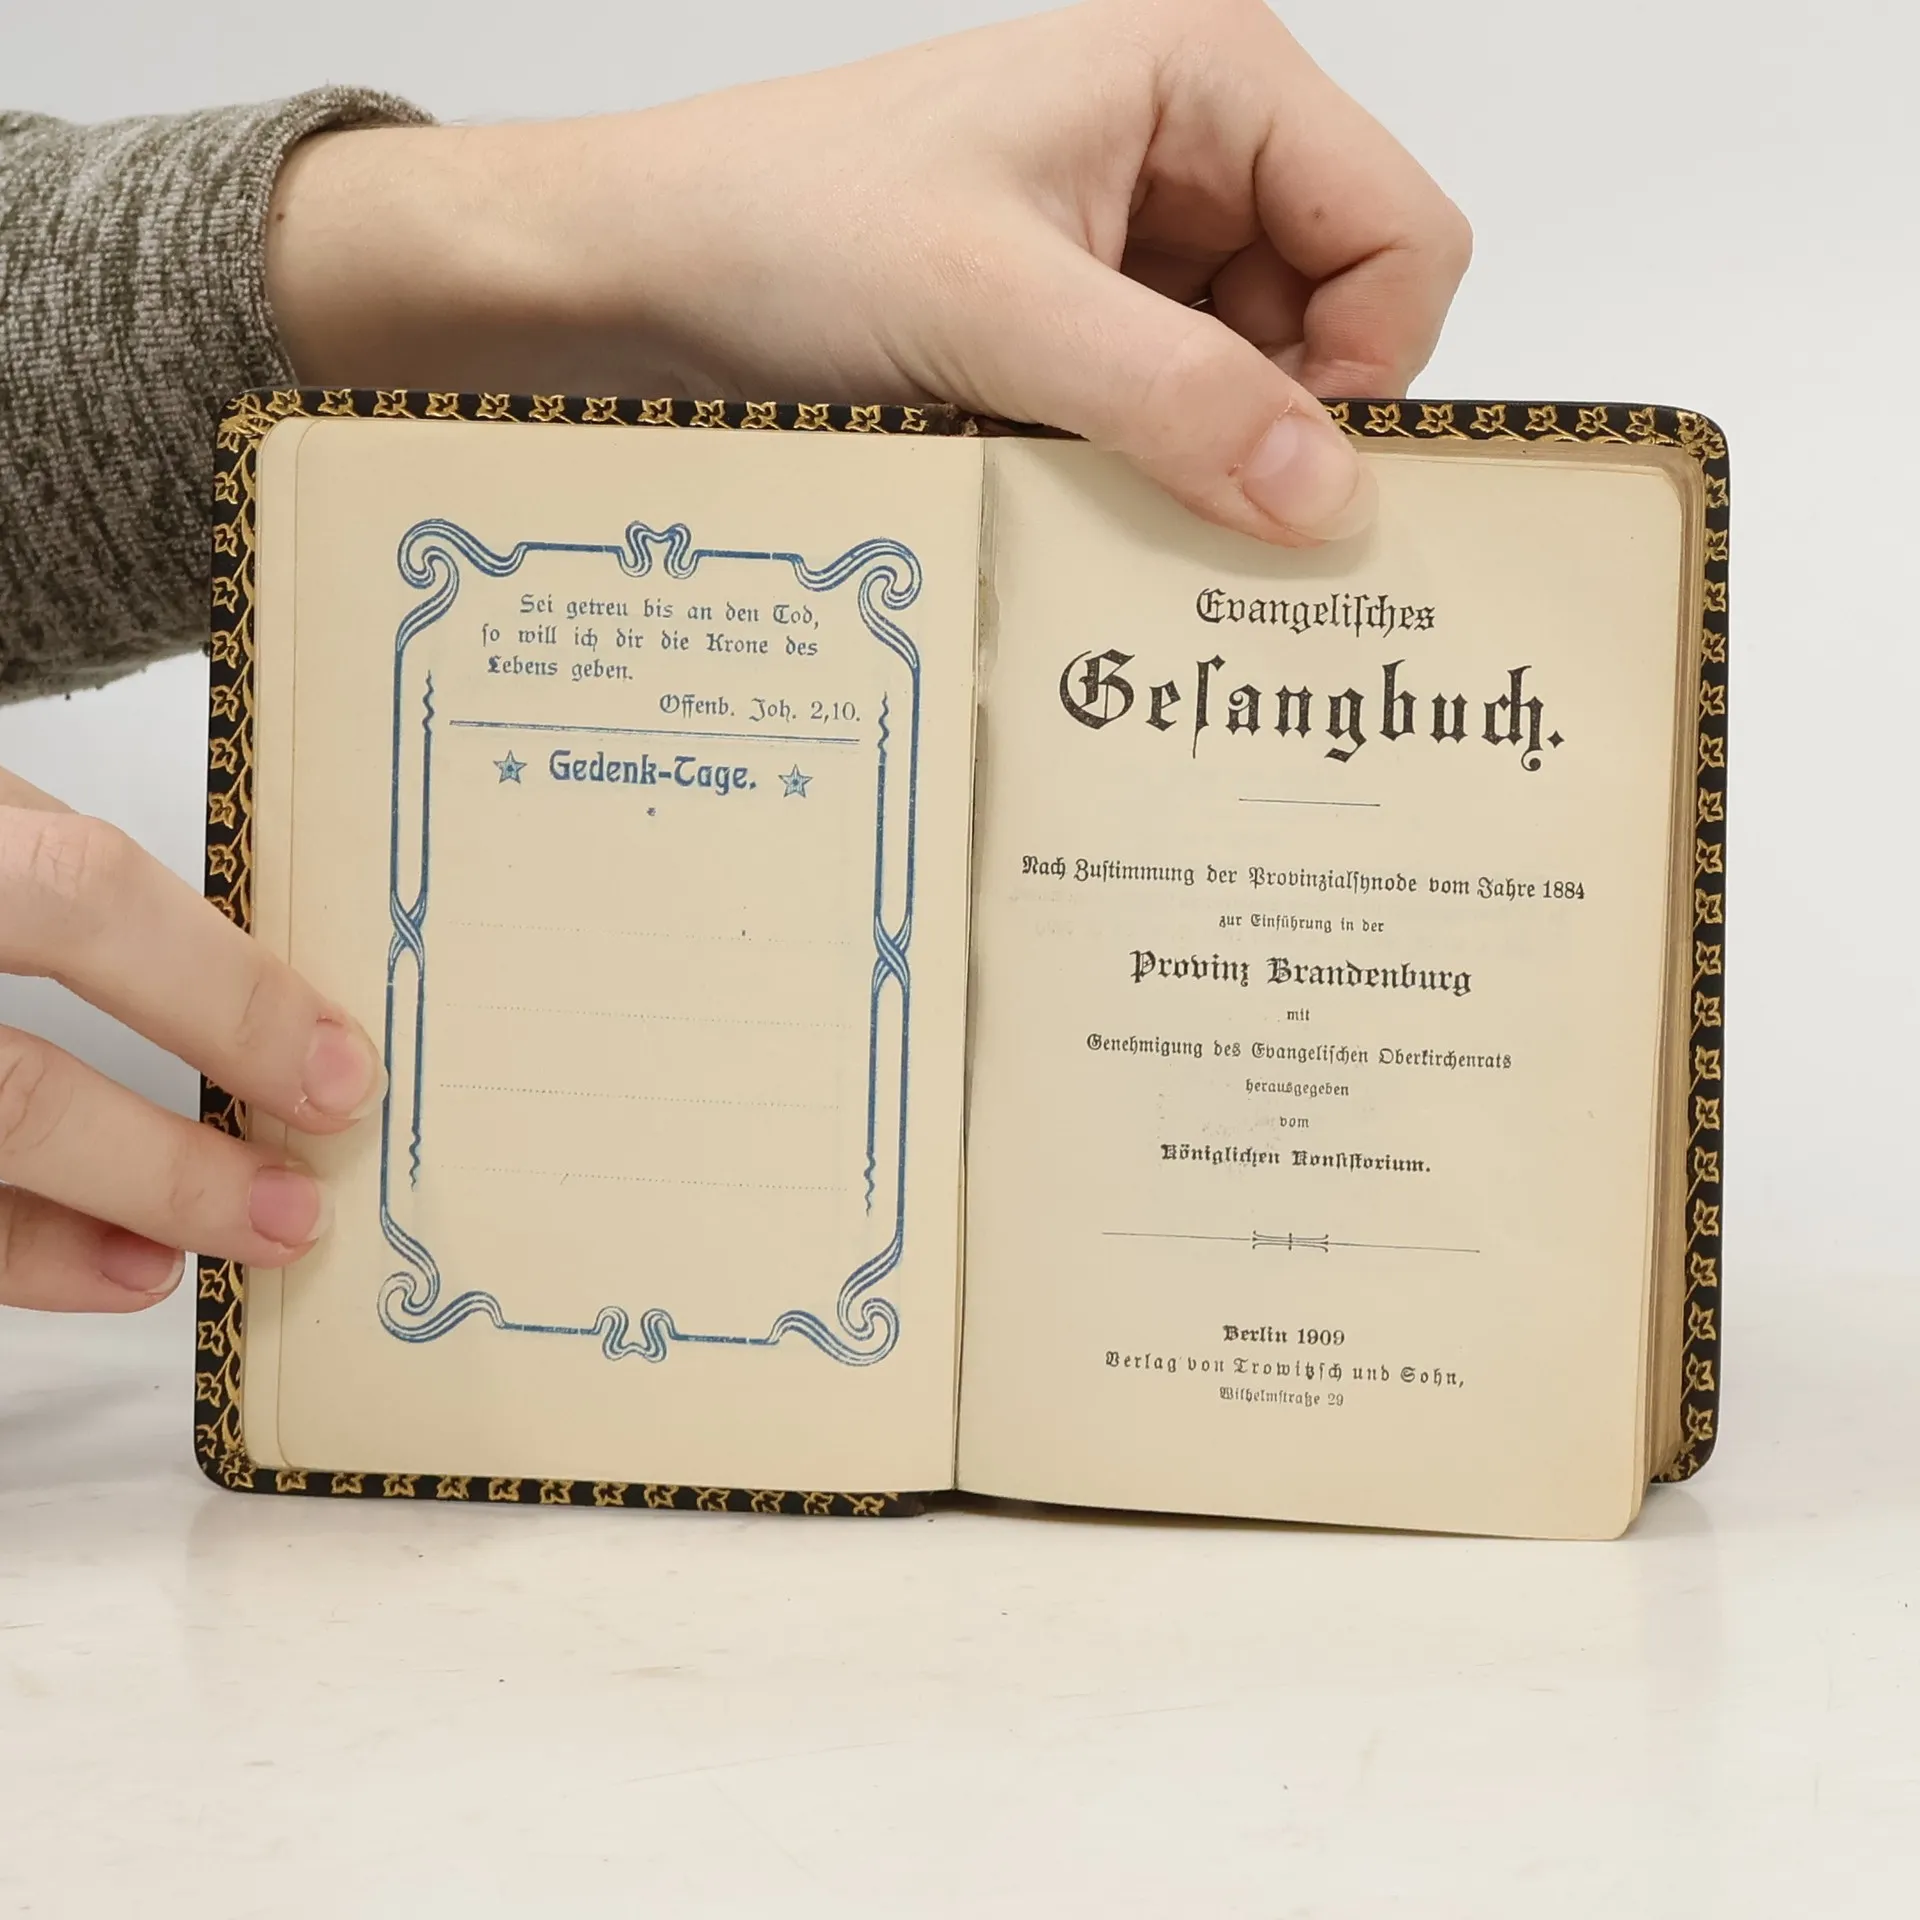 Sei getreu bis an den Tod,
ſo will ich dir die Krone des
Lebens geben.
Offenb. Joh. 2,10.
Gedenk-Tage.
Evangeliſches
Geſangbuch.
Nach Zuſtimmung der Provinzialſynode vom Jahre 1884
zur Einführung in der
Provinz Brandenburg
mit
Genehmigung des Evangeliſchen Oberkirchenrats
herausgegeben
vom
Königlichen Konſiſtorium.
Berlin 1909
Verlag von Trowitzſch und Sohn,
Wilhelmſtraße 29